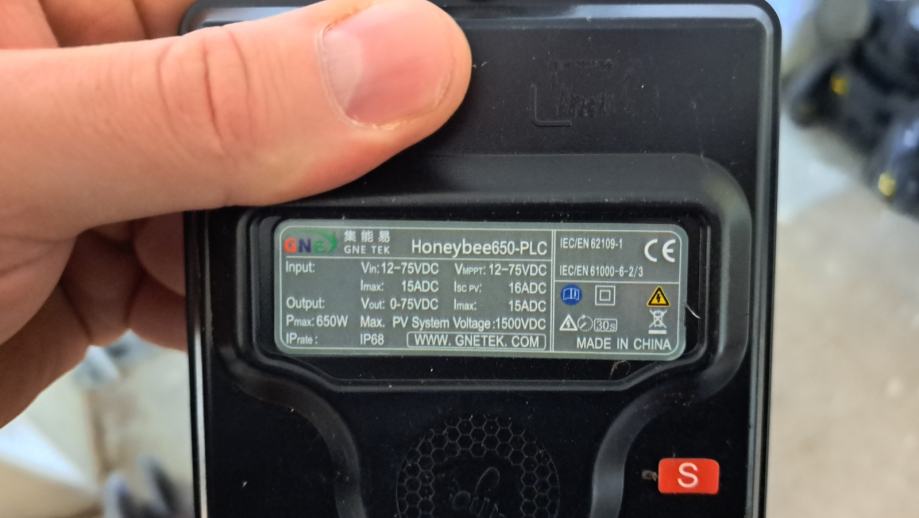 GNE 集能易
GNE TEK
Honeybee650-PLC
Input: Vin: 12-75VDC VMPPT: 12-75VDC
Imax: 15ADC Isc PV: 16ADC
Output: Vout: 0-75VDC Imax: 15ADC
Pmax: 650W Max. PV System Voltage :1500VDC
IPrate: IP68 WWW. GNETEK. COM
IEC/EN 62109-1
CE
IEC/EN 61000-6-2/3
30s
MADE IN CHINA
S